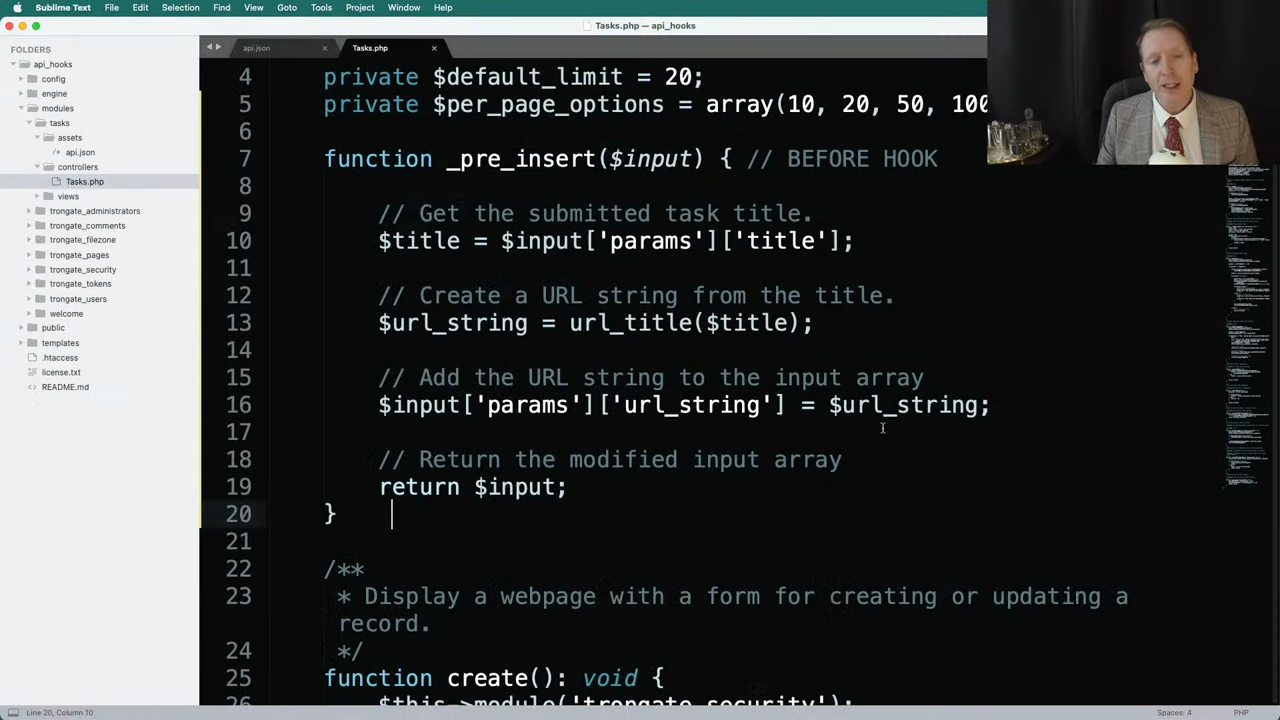 Sublime Text File Edit Selection Find View Goto Tools Project Window Help
Tasks.php — api_hooks
FOLDERS
api_hooks
config
engine
modules
tasks
assets
api.json
controllers
Tasks.php
views
trongate_administrators
trongate_comments
trongate_filezone
trongate_pages
trongate_security
trongate_tokens
trongate_users
welcome
public
templates
.htaccess
license.txt
README.md
api.json Tasks.php
4 private $default_limit = 20;
5 private $per_page_options = array(10, 20, 50, 100
6
7 function _pre_insert($input) { BEFORE HOOK
8
9 // Get the submitted task title.
10 $title = $input['params']['title'];
11
12 // Create a URL string from the title.
13 $url_string = url_title($title);
14
15 // Add the URL string to the input array
16 $input['params']['url_string'] = $url_string;
17
18 // Return the modified input array
19 return $input;
20 }
21
22 /**
23 * Display a webpage with a form for creating or updating a
record.
24 */
25 function create(): void {
26 $this->module('trongate_security');
Line 20, Column 10 Spaces: 4 PHP